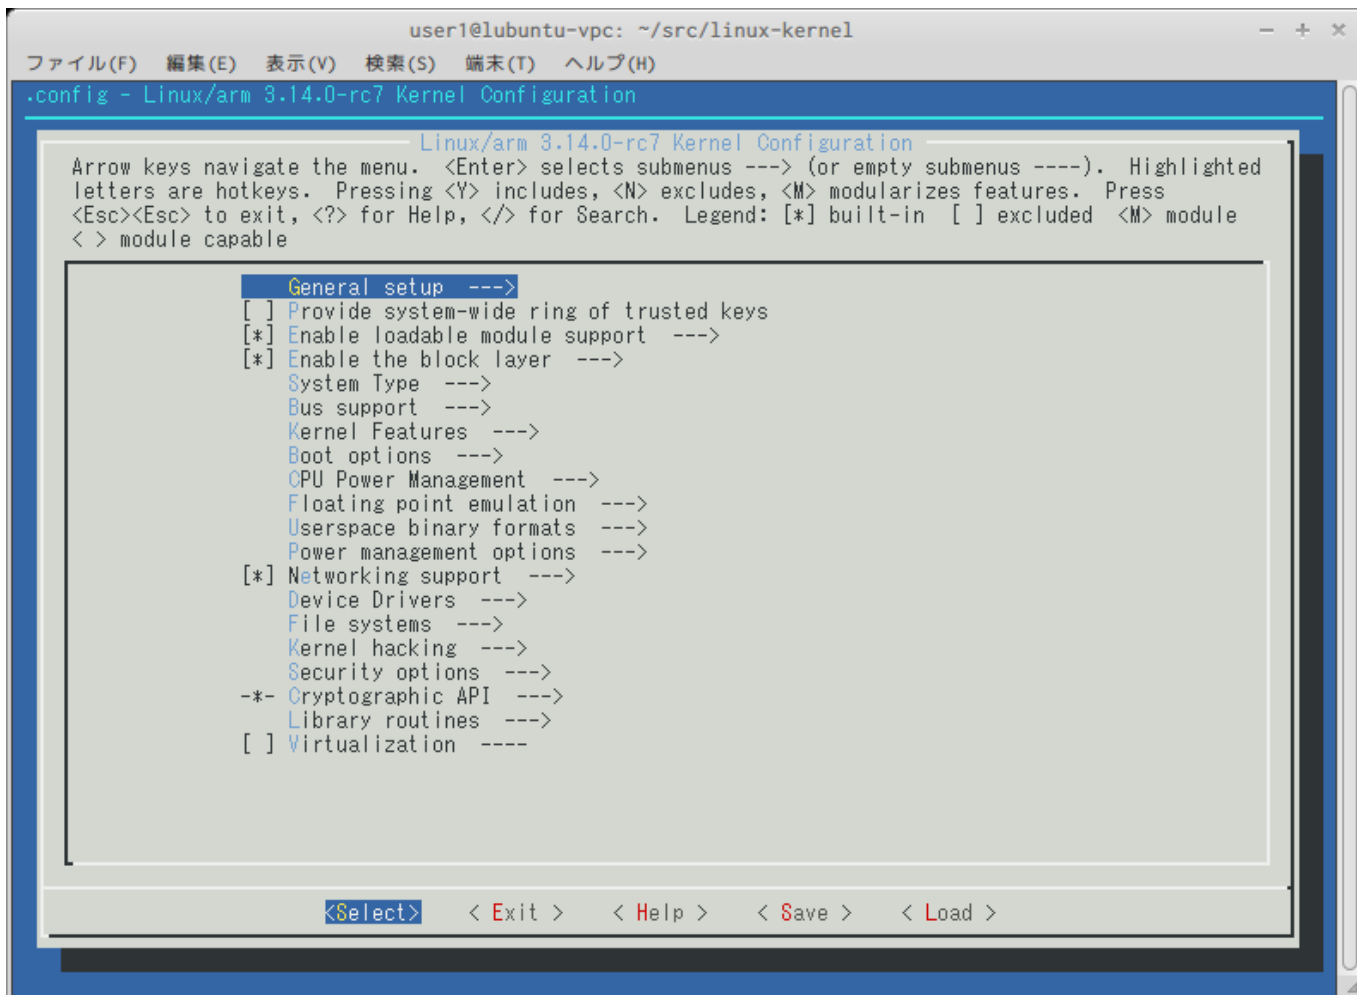 user1@lubuntu-vpc: ~/src/linux-kernel
ファイル(F) 編集(E) 表示(V) 検索(S) 端末(T) ヘルプ(H)
.config - Linux/arm 3.14.0-rc7 Kernel Configuration
Linux/arm 3.14.0-rc7 Kernel Configuration
Arrow keys navigate the menu.  <Enter> selects submenus ---> (or empty submenus ----).  Highlighted
letters are hotkeys.  Pressing <Y> includes, <N> excludes, <M> modularizes features.  Press
<Esc><Esc> to exit, <?> for Help, </> for Search.  Legend: [*] built-in  [ ] excluded  <M> module
< > module capable
General setup  --->
[ ] Provide system-wide ring of trusted keys
[*] Enable loadable module support  --->
[*] Enable the block layer  --->
System Type  --->
Bus support  --->
Kernel Features  --->
Boot options  --->
CPU Power Management  --->
Floating point emulation  --->
Userspace binary formats  --->
Power management options  --->
[*] Networking support  --->
Device Drivers  --->
File systems  --->
Kernel hacking  --->
Security options  --->
-*- Cryptographic API  --->
Library routines  --->
[ ] Virtualization  ----
<Select>    < Exit >    < Help >    < Save >    < Load >